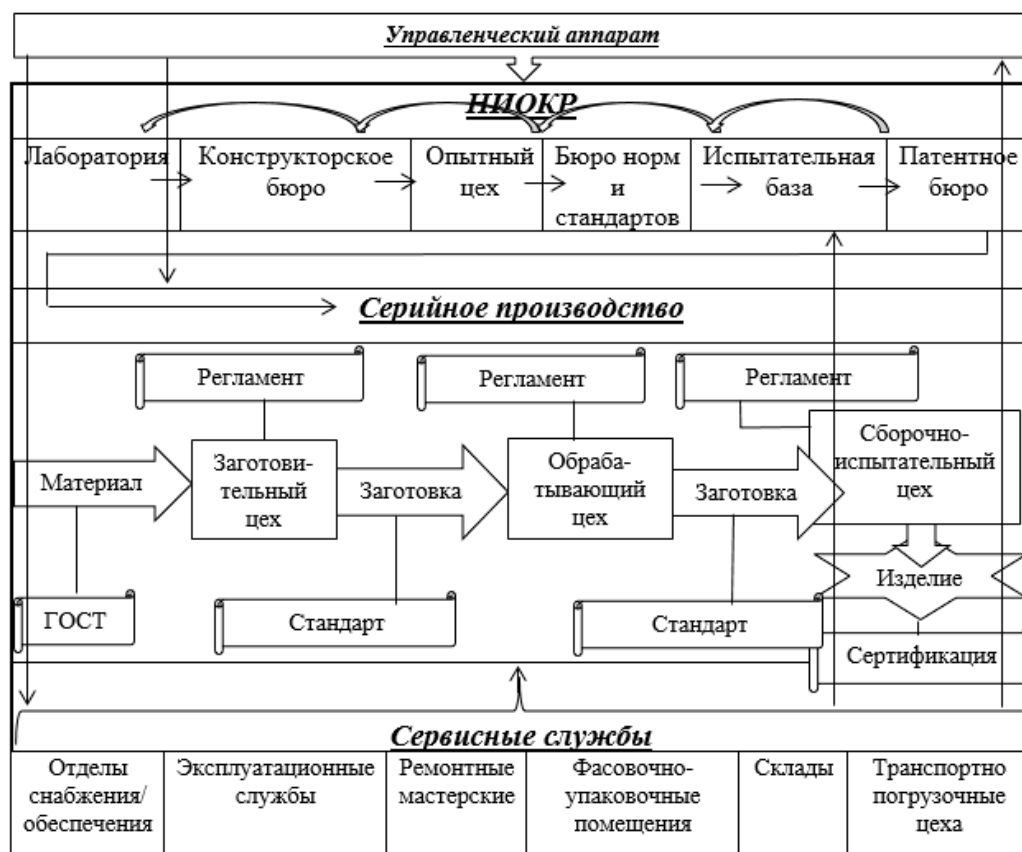 Управленческий аппарат
НИОКР
Лаборатория
Конструкторское
бюро
Опытный
цех
Бюро норм
и
стандартов
Испытательная
база
Патентное
бюро
Серийное производство
Регламент
Регламент
Регламент
Материал
Заготови-
тельный
цех
Заготовка
Обраба-
тывающий
цех
Заготовка
Сборочно-
испытательный
цех
Изделие
ГОСТ
Стандарт
Стандарт
Сертификация
Сервисные службы
Отделы
снабжения/
обеспечения
Эксплуатационные
службы
Ремонтные
мастерские
Фасовочно-
упаковочные
помещения
Склады
Транспортно
погрузочные
цеха